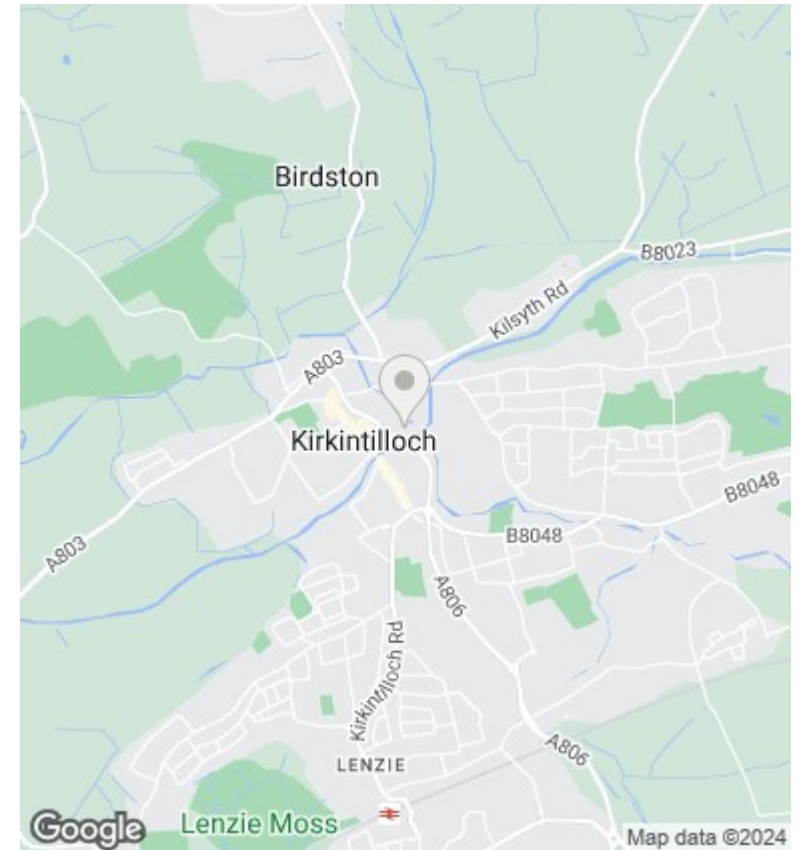 Birdston
B8023
Kilsyth Rd
A803
Kirkintilloch
B8048
A803
B8048
A806
Kirkintilloch Rd
A806
LENZIE
Lenzie Moss
Google
Map data ©2024